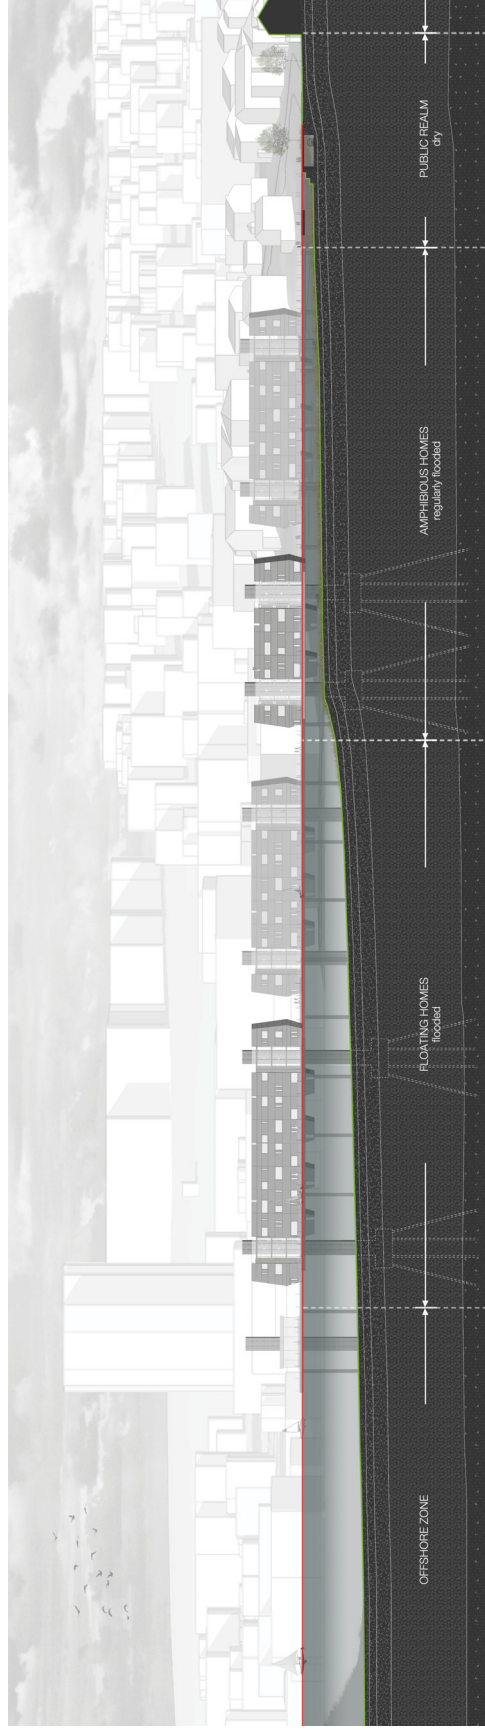 OFFSHORE ZONE
FLOATING HOMES
flooded
AMPHIBIOUS HOMES
regularly flooded
PUBLIC REALM
dry